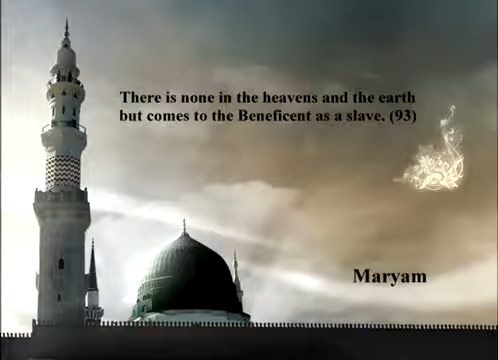 There is none in the heavens and the earth
but comes to the Beneficent as a slave. (93)
Maryam